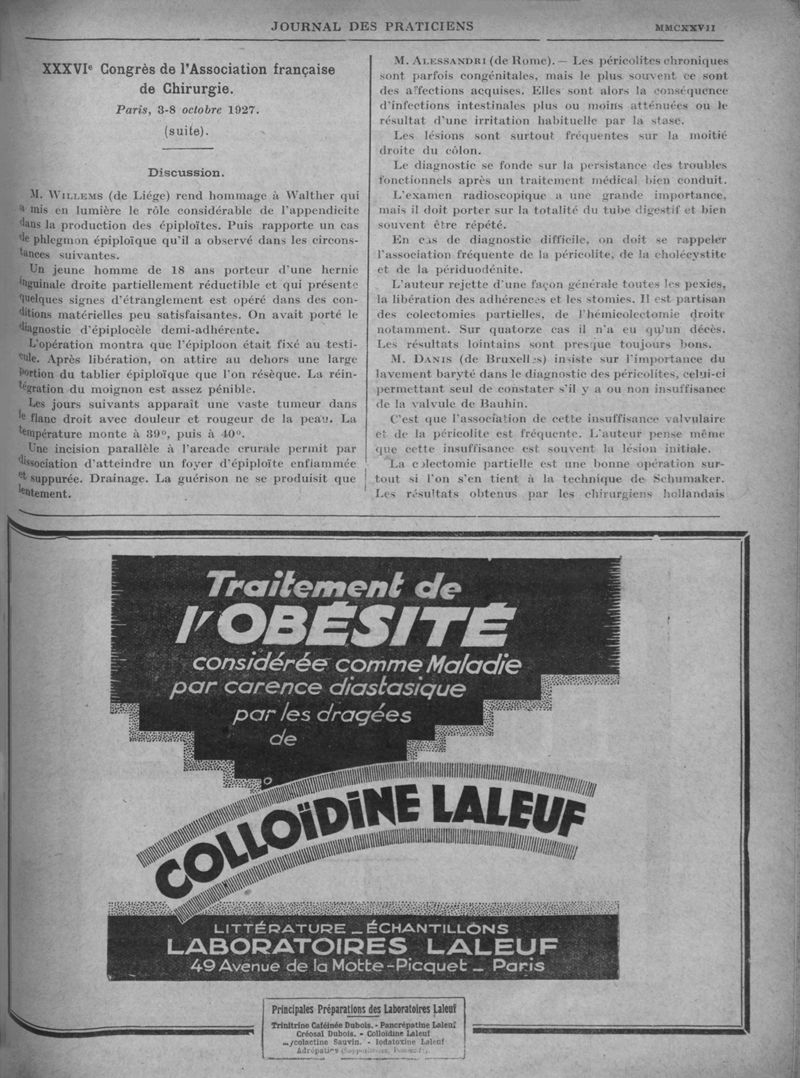 JOURNAL DES PRATICIENS
MMCXXVII
XXXVIe Congrès de l'Association française
de Chirurgie.
Paris, 3-8 octobre 1927.
(suite).
Discussion.
M. WILLEMS (de Liége) rend hommage à Walther qui
a mis en lumière le rôle considérable de l'appendicite
dans la production des épiploïtes. Puis rapporte un cas
de phlegmon épiploïque qu'il a observé dans les circons-
tances suivantes.
Un jeune homme de 18 ans porteur d'une hernie
inguinale droite partiellement réductible et qui présente
quelques signes d'étranglement est opéré dans des con-
ditions matérielles peu satisfaisantes. On avait porté le
diagnostic d'épiplocèle demi-adhérente.
L'opération montra que l'épiploon était fixé au testi-
cule. Après libération, on attire au dehors une large
portion du tablier épiploïque que l'on résèque. La réin-
tégration du moignon est assez pénible.
Les jours suivants apparaît une vaste tumeur dans
le flanc droit avec douleur et rougeur de la peau. La
température monte à 39°, puis à 40°.
Une incision parallèle à l'arcade crurale permit par
dissociation d'atteindre un foyer d'épiploïte enflammée
et suppurée. Drainage. La guérison ne se produisit que
lentement.
M. ALESSANDRI (de Rome). — Les péricolites chroniques
sont parfois congénitales, mais le plus souvent ce sont
des affections acquises. Elles sont alors la conséquence
d'infections intestinales plus ou moins atténuées ou le
résultat d'une irritation habituelle par la stase.
Les lésions sont surtout fréquentes sur la moitié
droite du côlon.
Le diagnostic se fonde sur la persistance des troubles
fonctionnels après un traitement médical bien conduit.
L'examen radioscopique a une grande importance,
mais il doit porter sur la totalité du tube digestif et bien
souvent être répété.
En cas de diagnostic difficile, on doit se rappeler
l'association fréquente de la péricolite, de la cholécystite
et de la périduodénite.
L'auteur rejette d'une façon générale toutes les pexies,
la libération des adhérences et les stomies. Il est partisan
des colectomies partielles, de l'hémicolectomie droite
notamment. Sur quatorze cas il n'a eu qu'un décès.
Les résultats lointains sont presque toujours bons.
M. DANIS (de Bruxelles) insiste sur l'importance du
lavement baryté dans le diagnostic des péricolites, celui-ci
permettant seul de constater s'il y a ou non insuffisance
de la valvule de Bauhin.
C'est que l'association de cette insuffisance valvulaire
et de la péricolite est fréquente. L'auteur pense même
que cette insuffisance est souvent la lésion initiale.
La colectomie partielle est une bonne opération sur-
tout si l'on s'en tient à la technique de Schumaker.
Les résultats obtenus par les chirurgiens hollandais
Traitement de
l'OBÉSITÉ
considérée comme Maladie
par carence diastasique
par les dragées
de
COLLOÏDINE LALEUF
LITTÉRATURE _ ÉCHANTILLONS
LABORATOIRES LALEUF
49 Avenue de la Motte-Picquet _ Paris
Principales Préparations des Laboratoires Laleuf
Trinitrine Caféinée Dubois. - Pancrépatine Laleuf
Créosal Dubois. - Colloïdine Laleuf
colactine Sauvin. - Iodatoxine Laleuf